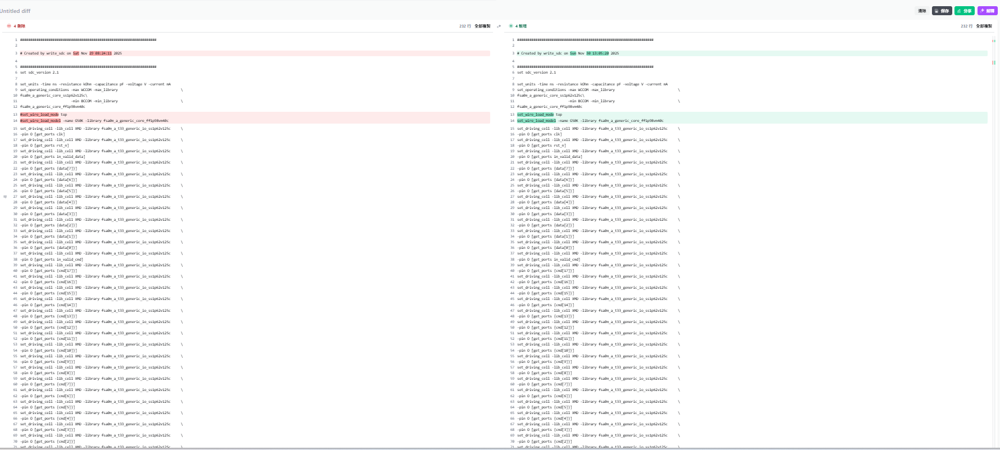 Untitled diff
清除 保存 分享 解釋
4 刪除 232 行 全部複製
1 ###################################################################
2
3 # Created by write_sdc on Sat Nov 29 08:24:11 2025
4
5 ###################################################################
6 set sdc_version 2.1
7
8 set_units -time ns -resistance kOhm -capacitance pF -voltage V -current mA
9 set_operating_conditions -max WCCOM -max_library \
10 fsa0m_a_generic_core_ss1p62v125c\
11 -min BCCOM -min_library \
12 fsa0m_a_generic_core_ff1p98vm40c
13 #set_wire_load_mode top
14 #set_wire_load_model -name G50K -library fsa0m_a_generic_core_ff1p98vm40c
15 set_driving_cell -lib_cell XMD -library fsa0m_a_t33_generic_io_ss1p62v125c \
16 -pin O [get_ports clk]
17 set_driving_cell -lib_cell XMD -library fsa0m_a_t33_generic_io_ss1p62v125c \
18 -pin O [get_ports rst_n]
19 set_driving_cell -lib_cell XMD -library fsa0m_a_t33_generic_io_ss1p62v125c \
20 -pin O [get_ports in_valid_data]
21 set_driving_cell -lib_cell XMD -library fsa0m_a_t33_generic_io_ss1p62v125c \
22 -pin O [get_ports {data[7]}]
23 set_driving_cell -lib_cell XMD -library fsa0m_a_t33_generic_io_ss1p62v125c \
24 -pin O [get_ports {data[6]}]
25 set_driving_cell -lib_cell XMD -library fsa0m_a_t33_generic_io_ss1p62v125c \
26 -pin O [get_ports {data[5]}]
27 set_driving_cell -lib_cell XMD -library fsa0m_a_t33_generic_io_ss1p62v125c \
28 -pin O [get_ports {data[4]}]
29 set_driving_cell -lib_cell XMD -library fsa0m_a_t33_generic_io_ss1p62v125c \
30 -pin O [get_ports {data[3]}]
31 set_driving_cell -lib_cell XMD -library fsa0m_a_t33_generic_io_ss1p62v125c \
32 -pin O [get_ports {data[2]}]
33 set_driving_cell -lib_cell XMD -library fsa0m_a_t33_generic_io_ss1p62v125c \
34 -pin O [get_ports {data[1]}]
35 set_driving_cell -lib_cell XMD -library fsa0m_a_t33_generic_io_ss1p62v125c \
36 -pin O [get_ports {data[0]}]
37 set_driving_cell -lib_cell XMD -library fsa0m_a_t33_generic_io_ss1p62v125c \
38 -pin O [get_ports in_valid_cmd]
39 set_driving_cell -lib_cell XMD -library fsa0m_a_t33_generic_io_ss1p62v125c \
40 -pin O [get_ports {cmd[17]}]
41 set_driving_cell -lib_cell XMD -library fsa0m_a_t33_generic_io_ss1p62v125c \
42 -pin O [get_ports {cmd[16]}]
43 set_driving_cell -lib_cell XMD -library fsa0m_a_t33_generic_io_ss1p62v125c \
44 -pin O [get_ports {cmd[15]}]
45 set_driving_cell -lib_cell XMD -library fsa0m_a_t33_generic_io_ss1p62v125c \
46 -pin O [get_ports {cmd[14]}]
47 set_driving_cell -lib_cell XMD -library fsa0m_a_t33_generic_io_ss1p62v125c \
48 -pin O [get_ports {cmd[13]}]
49 set_driving_cell -lib_cell XMD -library fsa0m_a_t33_generic_io_ss1p62v125c \
50 -pin O [get_ports {cmd[12]}]
51 set_driving_cell -lib_cell XMD -library fsa0m_a_t33_generic_io_ss1p62v125c \
52 -pin O [get_ports {cmd[11]}]
53 set_driving_cell -lib_cell XMD -library fsa0m_a_t33_generic_io_ss1p62v125c \
54 -pin O [get_ports {cmd[10]}]
55 set_driving_cell -lib_cell XMD -library fsa0m_a_t33_generic_io_ss1p62v125c \
56 -pin O [get_ports {cmd[9]}]
57 set_driving_cell -lib_cell XMD -library fsa0m_a_t33_generic_io_ss1p62v125c \
58 -pin O [get_ports {cmd[8]}]
59 set_driving_cell -lib_cell XMD -library fsa0m_a_t33_generic_io_ss1p62v125c \
60 -pin O [get_ports {cmd[7]}]
61 set_driving_cell -lib_cell XMD -library fsa0m_a_t33_generic_io_ss1p62v125c \
62 -pin O [get_ports {cmd[6]}]
63 set_driving_cell -lib_cell XMD -library fsa0m_a_t33_generic_io_ss1p62v125c \
64 -pin O [get_ports {cmd[5]}]
65 set_driving_cell -lib_cell XMD -library fsa0m_a_t33_generic_io_ss1p62v125c \
66 -pin O [get_ports {cmd[4]}]
67 set_driving_cell -lib_cell XMD -library fsa0m_a_t33_generic_io_ss1p62v125c \
68 -pin O [get_ports {cmd[3]}]
69 set_driving_cell -lib_cell XMD -library fsa0m_a_t33_generic_io_ss1p62v125c \
70 -pin O [get_ports {cmd[2]}]
71 set_driving_cell -lib_cell XMD -library fsa0m_a_t33_generic_io_ss1p62v125c \
4 新增 232 行 全部複製
1 ###################################################################
2
3 # Created by write_sdc on Sun Nov 30 13:05:20 2025
4
5 ###################################################################
6 set sdc_version 2.1
7
8 set_units -time ns -resistance kOhm -capacitance pF -voltage V -current mA
9 set_operating_conditions -max WCCOM -max_library \
10 fsa0m_a_generic_core_ss1p62v125c\
11 -min BCCOM -min_library \
12 fsa0m_a_generic_core_ff1p98vm40c
13 set_wire_load_mode top
14 set_wire_load_model -name G50K -library fsa0m_a_generic_core_ff1p98vm40c
15 set_driving_cell -lib_cell XMD -library fsa0m_a_t33_generic_io_ss1p62v125c \
16 -pin O [get_ports clk]
17 set_driving_cell -lib_cell XMD -library fsa0m_a_t33_generic_io_ss1p62v125c \
18 -pin O [get_ports rst_n]
19 set_driving_cell -lib_cell XMD -library fsa0m_a_t33_generic_io_ss1p62v125c \
20 -pin O [get_ports in_valid_data]
21 set_driving_cell -lib_cell XMD -library fsa0m_a_t33_generic_io_ss1p62v125c \
22 -pin O [get_ports {data[7]}]
23 set_driving_cell -lib_cell XMD -library fsa0m_a_t33_generic_io_ss1p62v125c \
24 -pin O [get_ports {data[6]}]
25 set_driving_cell -lib_cell XMD -library fsa0m_a_t33_generic_io_ss1p62v125c \
26 -pin O [get_ports {data[5]}]
27 set_driving_cell -lib_cell XMD -library fsa0m_a_t33_generic_io_ss1p62v125c \
28 -pin O [get_ports {data[4]}]
29 set_driving_cell -lib_cell XMD -library fsa0m_a_t33_generic_io_ss1p62v125c \
30 -pin O [get_ports {data[3]}]
31 set_driving_cell -lib_cell XMD -library fsa0m_a_t33_generic_io_ss1p62v125c \
32 -pin O [get_ports {data[2]}]
33 set_driving_cell -lib_cell XMD -library fsa0m_a_t33_generic_io_ss1p62v125c \
34 -pin O [get_ports {data[1]}]
35 set_driving_cell -lib_cell XMD -library fsa0m_a_t33_generic_io_ss1p62v125c \
36 -pin O [get_ports {data[0]}]
37 set_driving_cell -lib_cell XMD -library fsa0m_a_t33_generic_io_ss1p62v125c \
38 -pin O [get_ports in_valid_cmd]
39 set_driving_cell -lib_cell XMD -library fsa0m_a_t33_generic_io_ss1p62v125c \
40 -pin O [get_ports {cmd[17]}]
41 set_driving_cell -lib_cell XMD -library fsa0m_a_t33_generic_io_ss1p62v125c \
42 -pin O [get_ports {cmd[16]}]
43 set_driving_cell -lib_cell XMD -library fsa0m_a_t33_generic_io_ss1p62v125c \
44 -pin O [get_ports {cmd[15]}]
45 set_driving_cell -lib_cell XMD -library fsa0m_a_t33_generic_io_ss1p62v125c \
46 -pin O [get_ports {cmd[14]}]
47 set_driving_cell -lib_cell XMD -library fsa0m_a_t33_generic_io_ss1p62v125c \
48 -pin O [get_ports {cmd[13]}]
49 set_driving_cell -lib_cell XMD -library fsa0m_a_t33_generic_io_ss1p62v125c \
50 -pin O [get_ports {cmd[12]}]
51 set_driving_cell -lib_cell XMD -library fsa0m_a_t33_generic_io_ss1p62v125c \
52 -pin O [get_ports {cmd[11]}]
53 set_driving_cell -lib_cell XMD -library fsa0m_a_t33_generic_io_ss1p62v125c \
54 -pin O [get_ports {cmd[10]}]
55 set_driving_cell -lib_cell XMD -library fsa0m_a_t33_generic_io_ss1p62v125c \
56 -pin O [get_ports {cmd[9]}]
57 set_driving_cell -lib_cell XMD -library fsa0m_a_t33_generic_io_ss1p62v125c \
58 -pin O [get_ports {cmd[8]}]
59 set_driving_cell -lib_cell XMD -library fsa0m_a_t33_generic_io_ss1p62v125c \
60 -pin O [get_ports {cmd[7]}]
61 set_driving_cell -lib_cell XMD -library fsa0m_a_t33_generic_io_ss1p62v125c \
62 -pin O [get_ports {cmd[6]}]
63 set_driving_cell -lib_cell XMD -library fsa0m_a_t33_generic_io_ss1p62v125c \
64 -pin O [get_ports {cmd[5]}]
65 set_driving_cell -lib_cell XMD -library fsa0m_a_t33_generic_io_ss1p62v125c \
66 -pin O [get_ports {cmd[4]}]
67 set_driving_cell -lib_cell XMD -library fsa0m_a_t33_generic_io_ss1p62v125c \
68 -pin O [get_ports {cmd[3]}]
69 set_driving_cell -lib_cell XMD -library fsa0m_a_t33_generic_io_ss1p62v125c \
70 -pin O [get_ports {cmd[2]}]
71 set_driving_cell -lib_cell XMD -library fsa0m_a_t33_generic_io_ss1p62v125c \